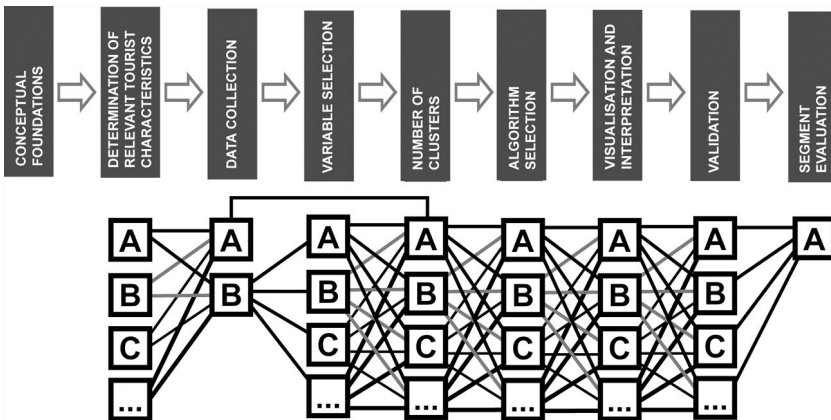 CONCEPTUAL
FOUNDATIONS
DETERMINATION OF
RELEVANT TOURIST
CHARACTERISTICS
DATA COLLECTION
VARIABLE SELECTION
NUMBER OF
CLUSTERS
ALGORITHM
SELECTION
VISUALISATION AND
INTERPRETATION
VALIDATION
SEGMENT
EVALUATION
A A A A A A A A
B B B B B B B
C C C C C C
... ... ... ... ... ...